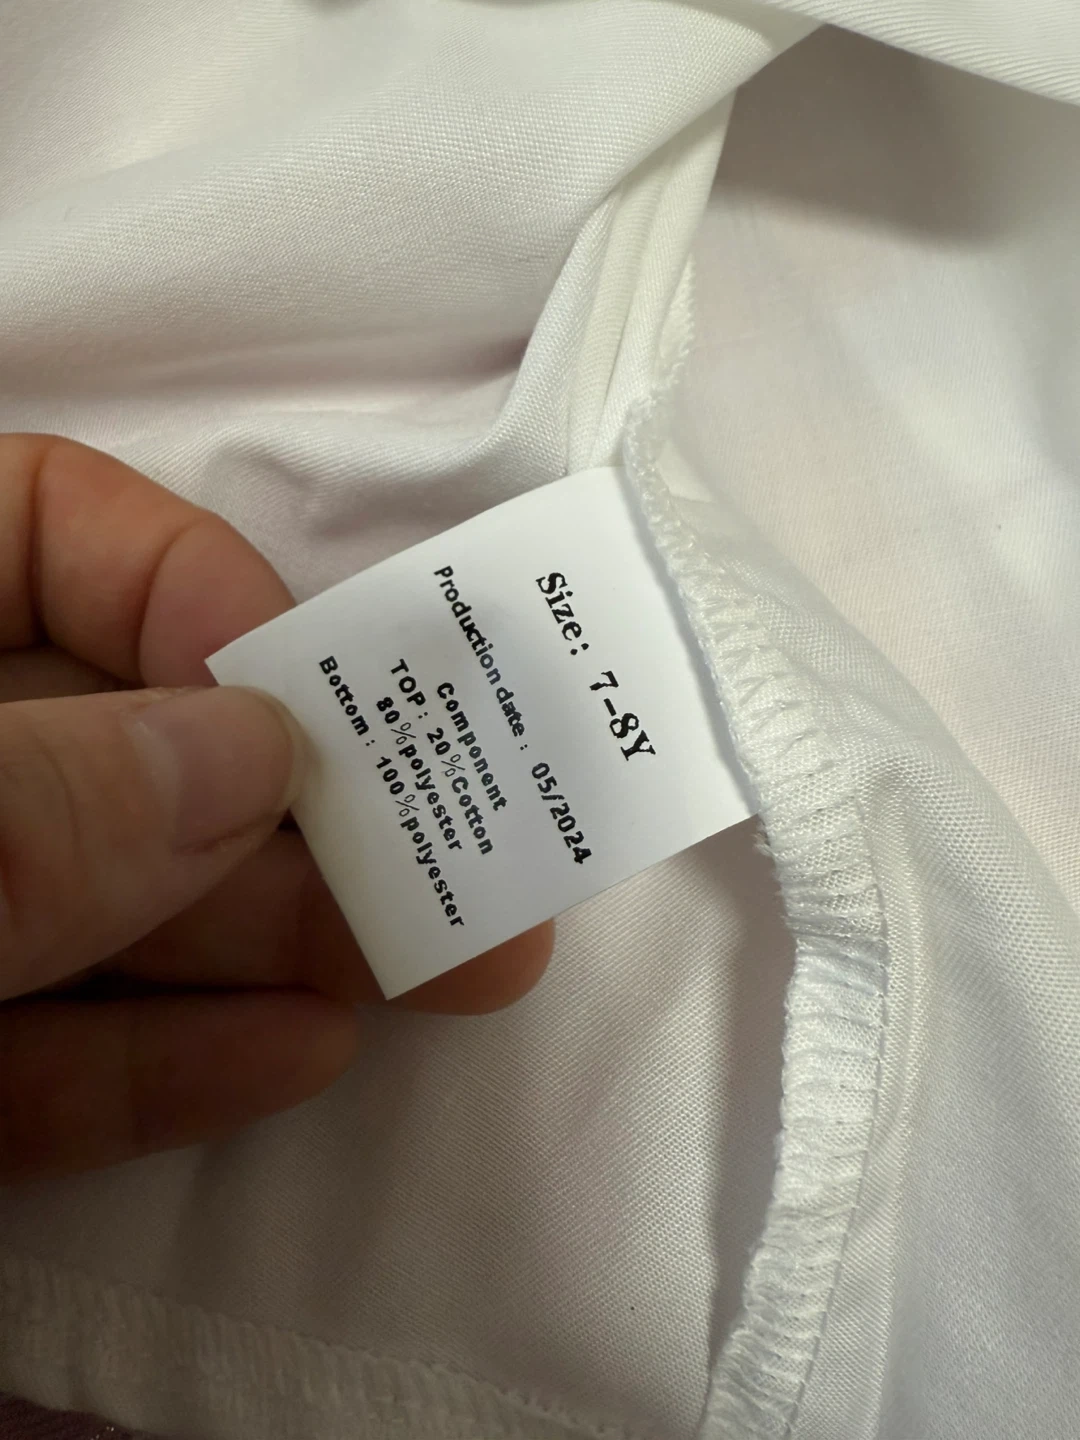 Size: 7-8Y
Production date : 05/2024
Component
TOP: 20%Cotton
80%polyester
Bottom : 100%polyester